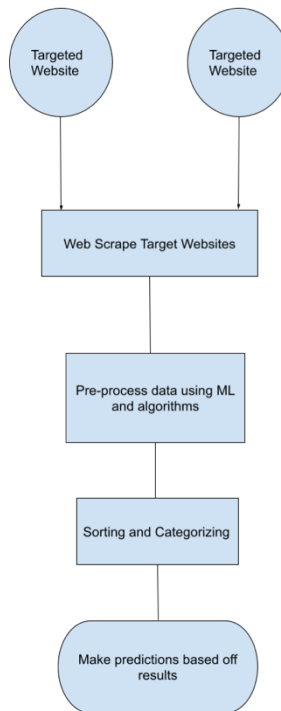 Targeted
Website
Targeted
Website
Web Scrape Target Websites
Pre-process data using ML
and algorithms
Sorting and Categorizing
Make predictions based off
results